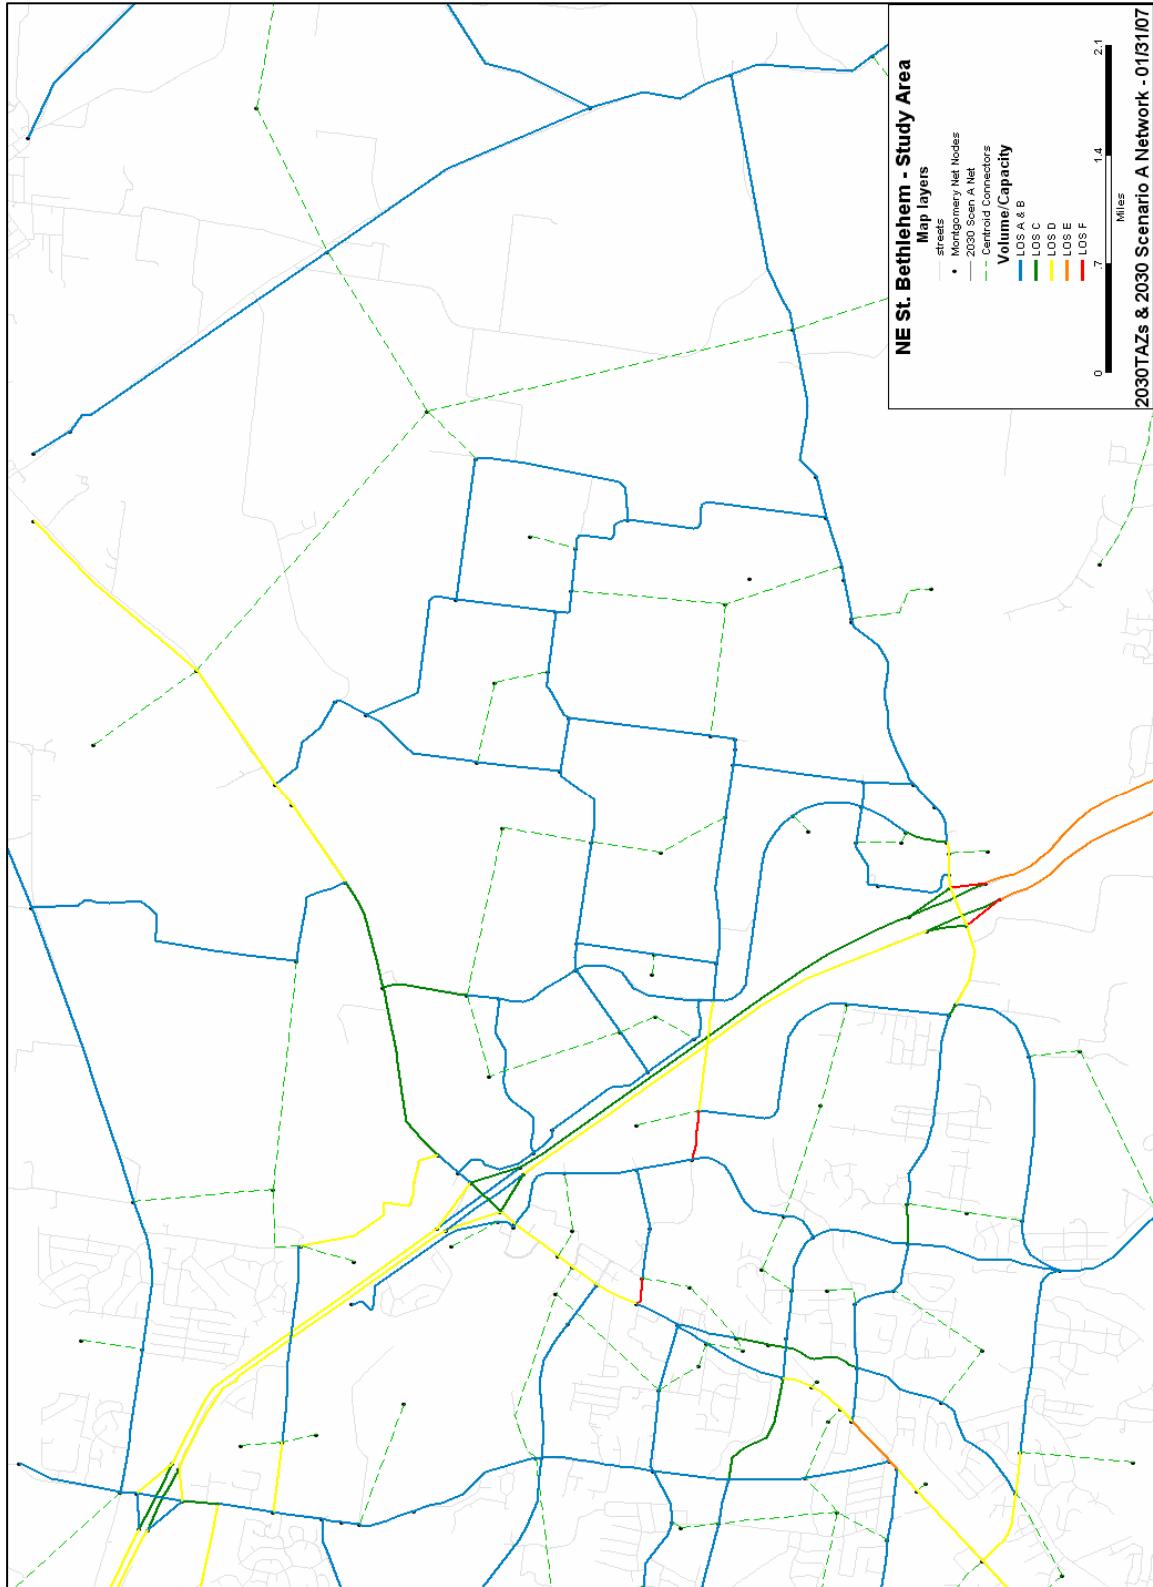 NE St. Bethlehem - Study Area
Map layers
streets
Montgomery Net Nodes
2030 Scen A Net
Centroid Connectors
Volume/Capacity
LOS A & B
LOS C
LOS D
LOS E
LOS F
0 .7 1.4 2.1
Miles
2030TAZs & 2030 Scenario A Network - 01/31/07